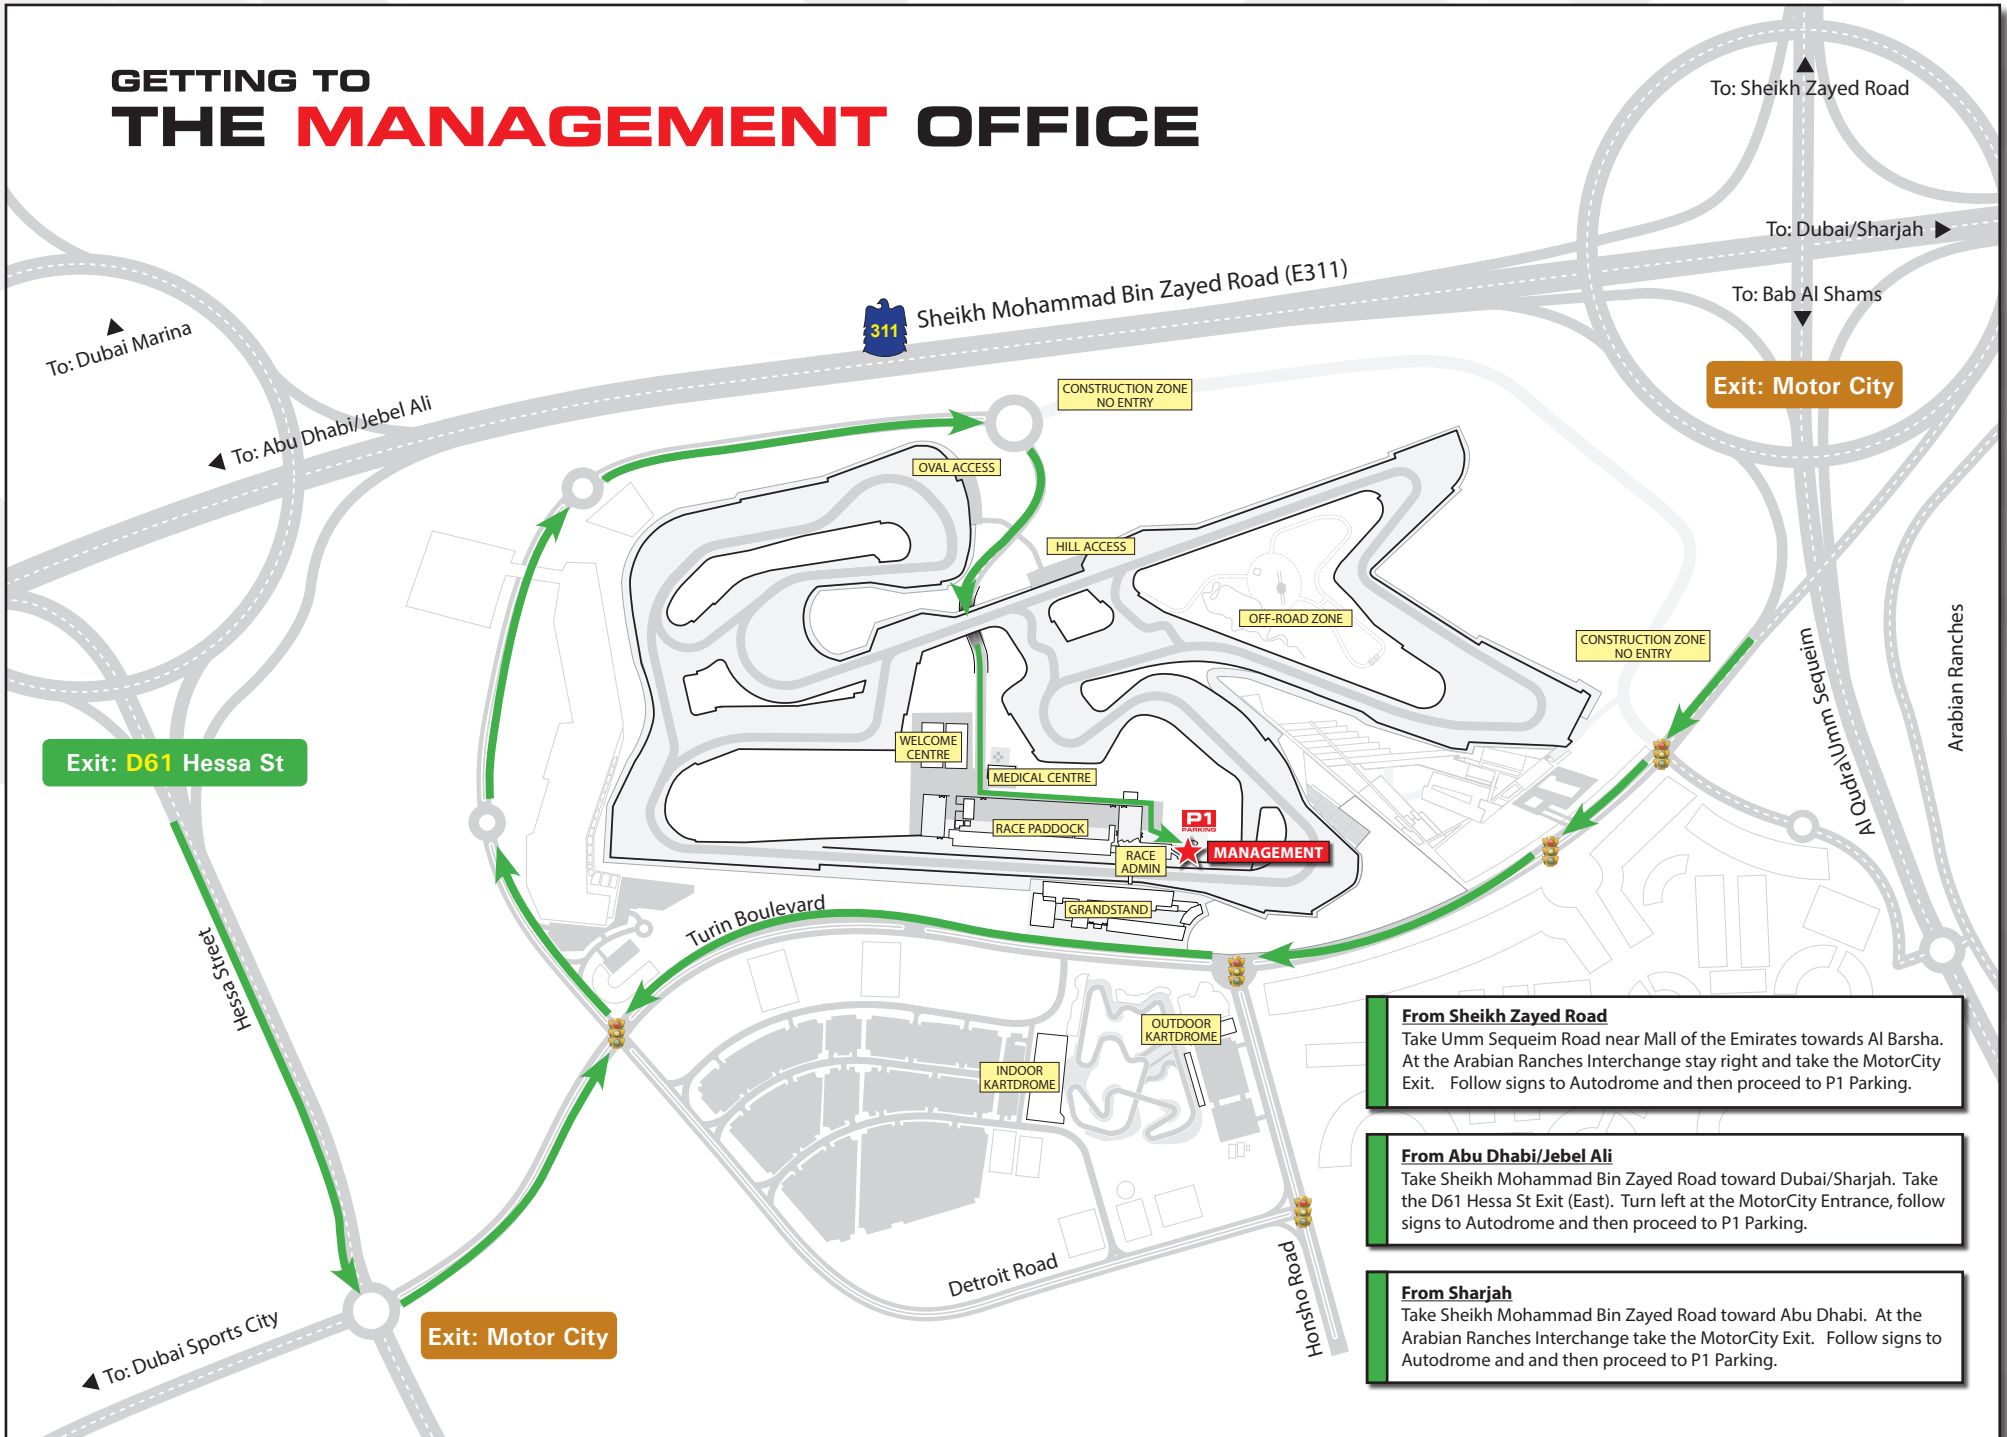 GETTING TO
THE MANAGEMENT OFFICE
To: Sheikh Zayed Road
To: Dubai/Sharjah
To: Bab Al Shams
Exit: Motor City
311
Sheikh Mohammad Bin Zayed Road (E311)
To: Dubai Marina
To: Abu Dhabi/Jebel Ali
CONSTRUCTION ZONE
NO ENTRY
OVAL ACCESS
HILL ACCESS
OFF-ROAD ZONE
CONSTRUCTION ZONE
NO ENTRY
Al Qudra\Umm Sequeim
Arabian Ranches
Exit: D61 Hessa St
WELCOME
CENTRE
MEDICAL CENTRE
RACE PADDOCK
P1
PARKING
MANAGEMENT
RACE
ADMIN
GRANDSTAND
Turin Boulevard
Hessa Street
OUTDOOR
KARTDROME
INDOOR
KARTDROME
Detroit Road
Honsho Road
To: Dubai Sports City
Exit: Motor City
From Sheikh Zayed Road
Take Umm Sequeim Road near Mall of the Emirates towards Al Barsha.
At the Arabian Ranches Interchange stay right and take the MotorCity
Exit. Follow signs to Autodrome and then proceed to P1 Parking.
From Abu Dhabi/Jebel Ali
Take Sheikh Mohammad Bin Zayed Road toward Dubai/Sharjah. Take
the D61 Hessa St Exit (East). Turn left at the MotorCity Entrance, follow
signs to Autodrome and then proceed to P1 Parking.
From Sharjah
Take Sheikh Mohammad Bin Zayed Road toward Abu Dhabi. At the
Arabian Ranches Interchange take the MotorCity Exit. Follow signs to
Autodrome and and then proceed to P1 Parking.